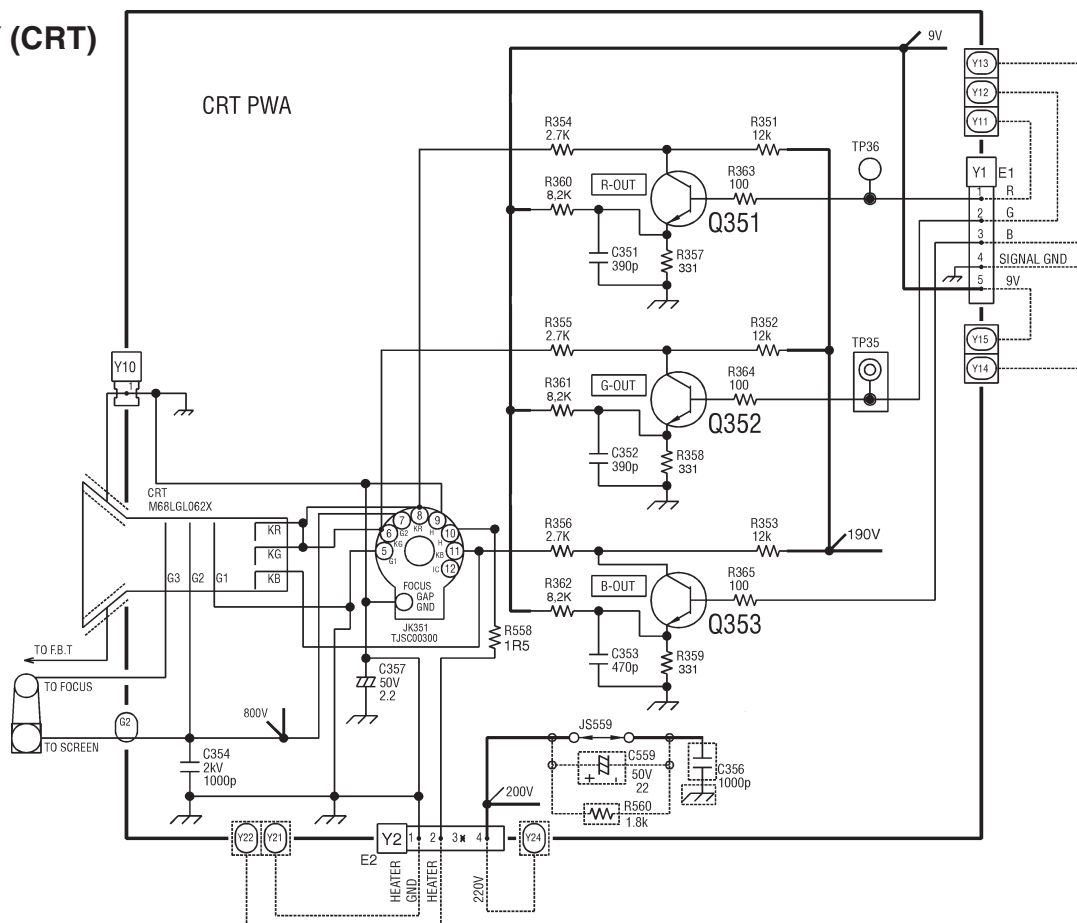 (CRT)
CRT PWA
9V
Y13
Y12
Y11
R354
2.7K
R351
12k
TP36
Y1
E1
R360
8,2K
R-OUT
R363
100
1
R
Q351
2
G
3
B
C351
390p
R357
331
4
SIGNAL GND
5
9V
R355
2.7K
R352
12k
TP35
Y15
Y14
Y10
1
R361
8,2K
G-OUT
R364
100
Q352
C352
390p
R358
331
CRT
M68LGL062X
KR
KG
KB
G3
G2
G1
5
6
7
8
9
10
11
12
G1
KG
G2
KR
H
H
KB
IC
FOCUS
GAP
GND
JK351
TJSC00300
R356
2.7K
R353
12k
190V
R362
8,2K
B-OUT
R365
100
Q353
C353
470p
R359
331
R558
1R5
C357
50V
2.2
TO F.B.T
TO FOCUS
G2
TO SCREEN
800V
C354
2kV
1000p
JS559
C559
50V
22
+
-
C356
1000p
R560
1.8k
200V
Y22
Y21
Y2
1
2
3
4
Y24
E2
HEATER
GND
HEATER
220V